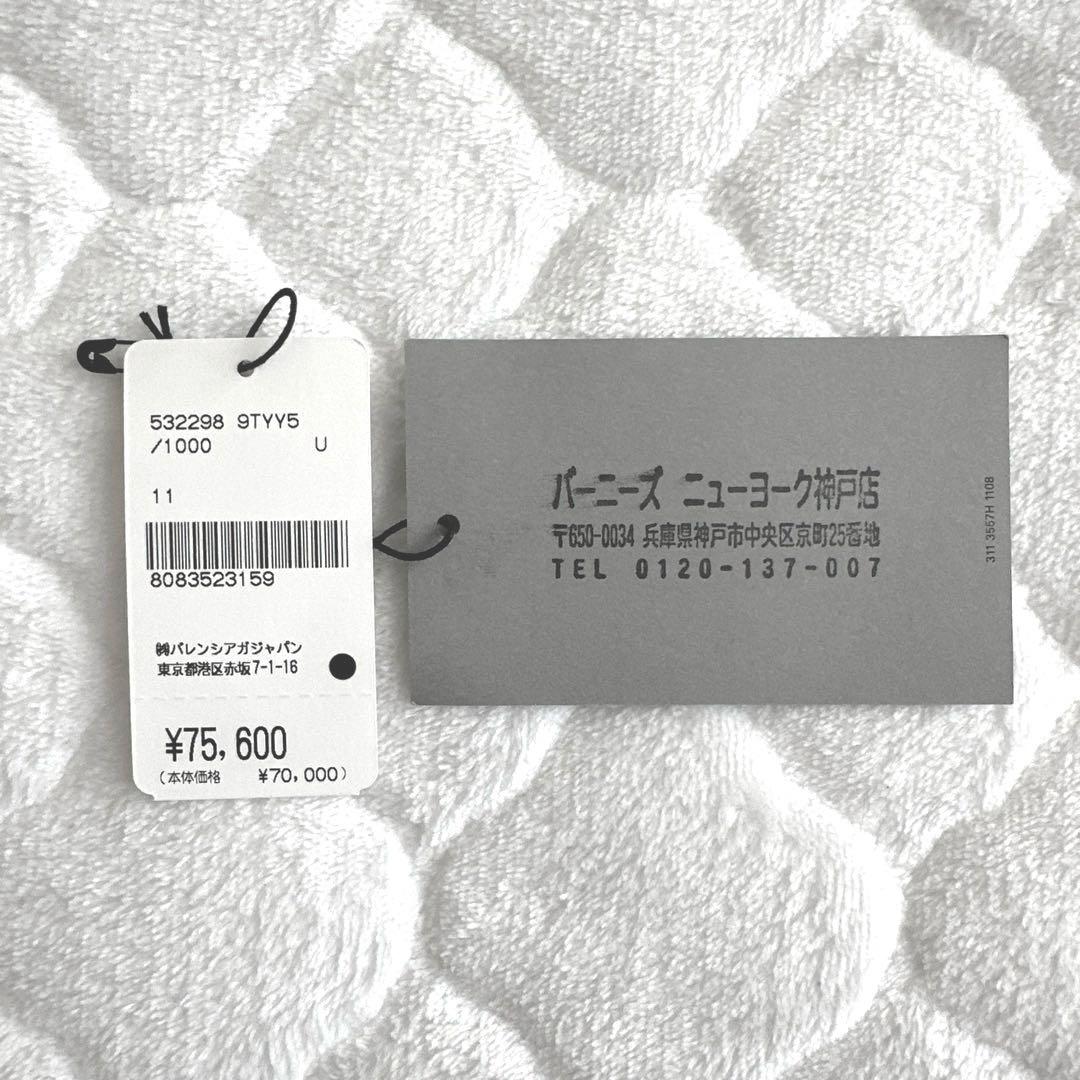 532298 9TYY5
/1000 U
11
8083523159
㈱バレンシアガジャパン
東京都港区赤坂7-1-16
¥75,600
(本体価格 ¥70,000)
バーニーズ ニューヨーク神戸店
〒650-0034 兵庫県神戸市中央区京町25番地
TEL 0120-137-007
311 3557H 1108